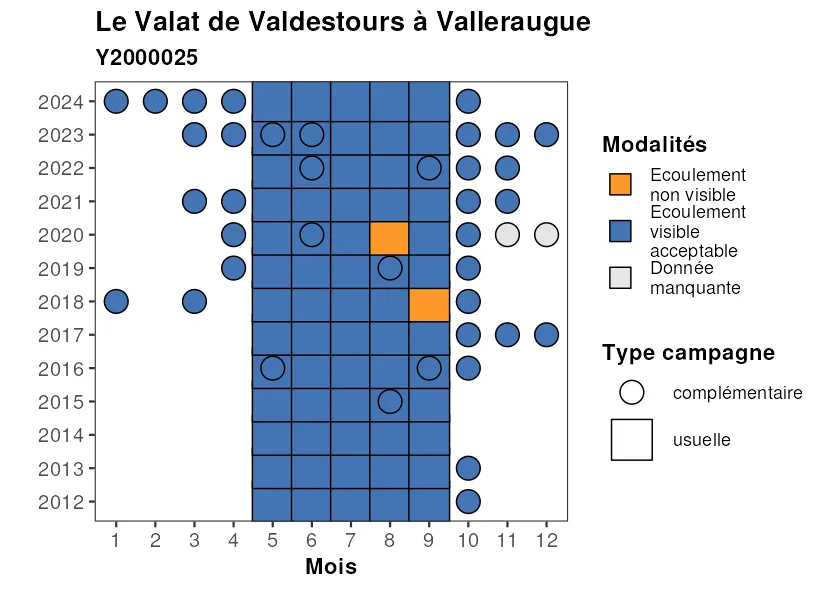 Le Valat de Valdestours à Valleraugue
Y2000025
2024
2023
2022
2021
2020
2019
2018
2017
2016
2015
2014
2013
2012
1 2 3 4 5 6 7 8 9 10 11 12
Mois
Modalités
Ecoulement
non visible
Ecoulement
visible
acceptable
Donnée
manquante
Type campagne
complémentaire
usuelle